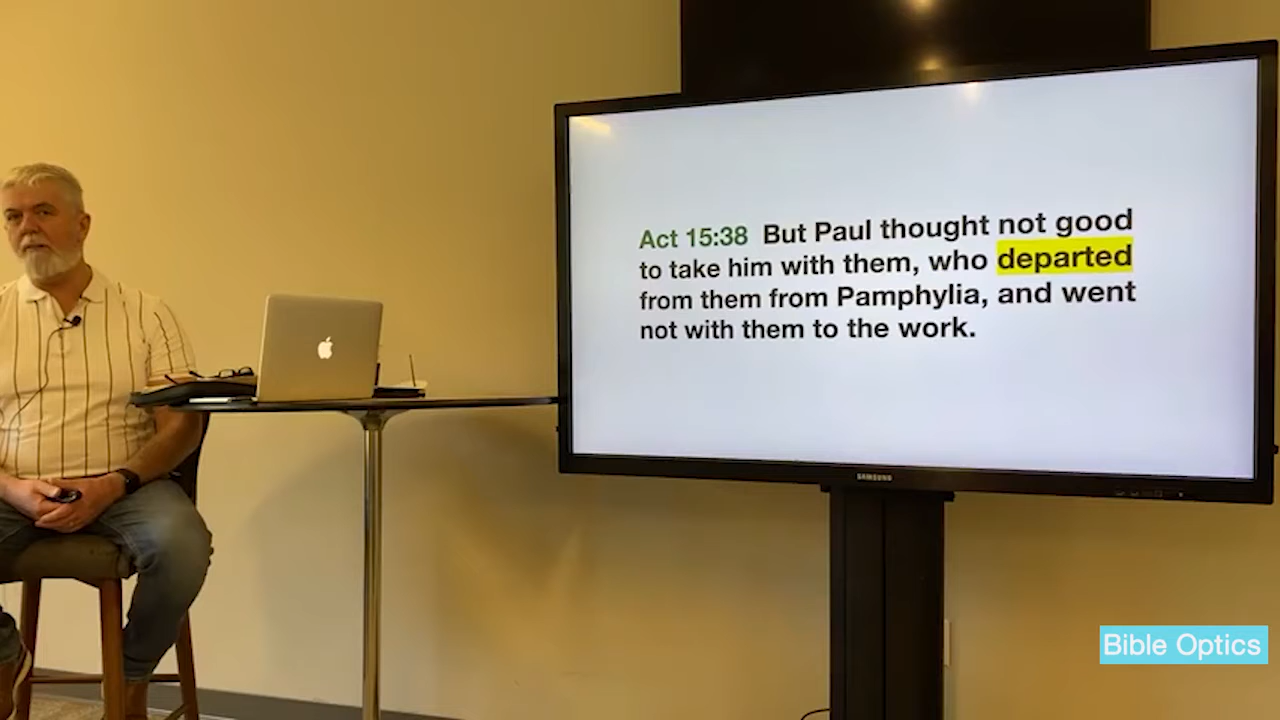 Act 15:38 But Paul thought not good
to take him with them, who departed
from them from Pamphylia, and went
not with them to the work.
SAMSUNG
Bible Optics